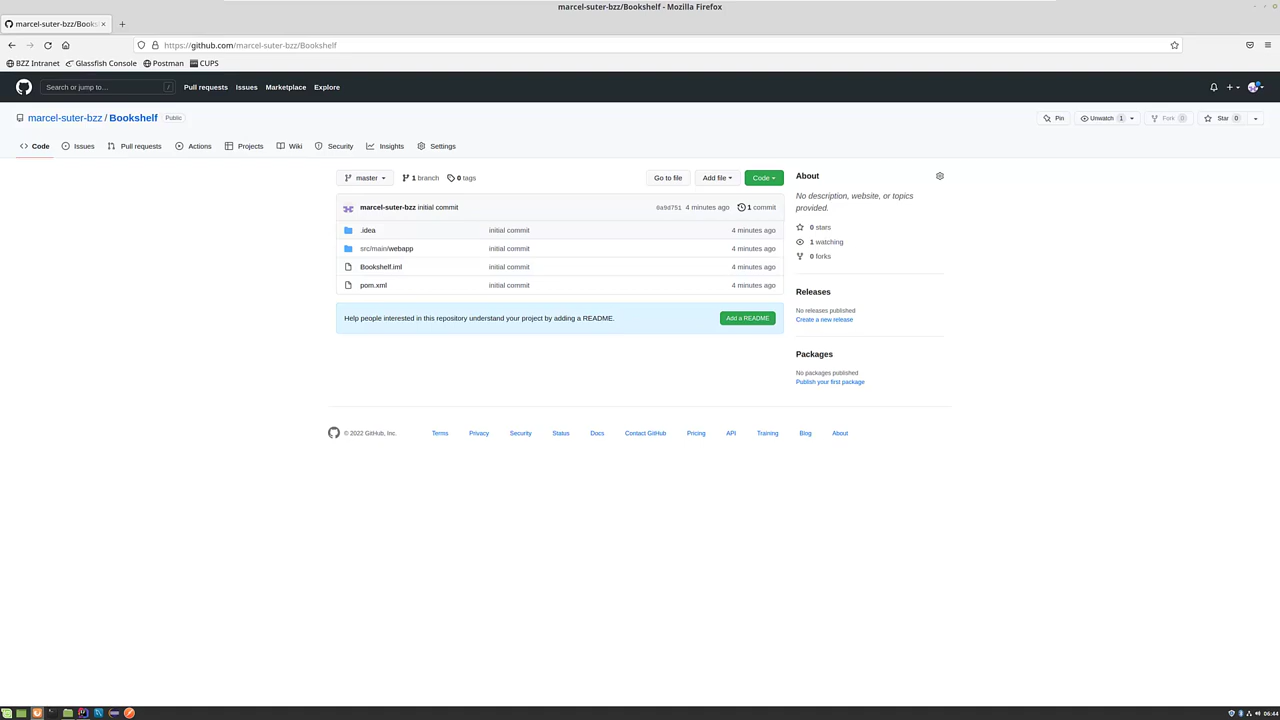 marcel-suter-bzz/Bookshelf - Mozilla Firefox
marcel-suter-bzz/Books
https://github.com/marcel-suter-bzz/Bookshelf
BZZ Intranet Glassfish Console Postman CUPS
Search or jump to... / Pull requests Issues Marketplace Explore
marcel-suter-bzz / Bookshelf Public Pin Unwatch 1 Fork 0 Star 0
Code Issues Pull requests Actions Projects Wiki Security Insights Settings
master 1 branch 0 tags Go to file Add file Code
marcel-suter-bzz initial commit 0a9d751 4 minutes ago 1 commit
.idea initial commit 4 minutes ago
src/main/webapp initial commit 4 minutes ago
Bookshelf.iml initial commit 4 minutes ago
pom.xml initial commit 4 minutes ago
Help people interested in this repository understand your project by adding a README. Add a README
About
No description, website, or topics
provided.
0 stars
1 watching
0 forks
Releases
No releases published
Create a new release
Packages
No packages published
Publish your first package
© 2022 GitHub, Inc. Terms Privacy Security Status Docs Contact GitHub Pricing API Training Blog About
06:44